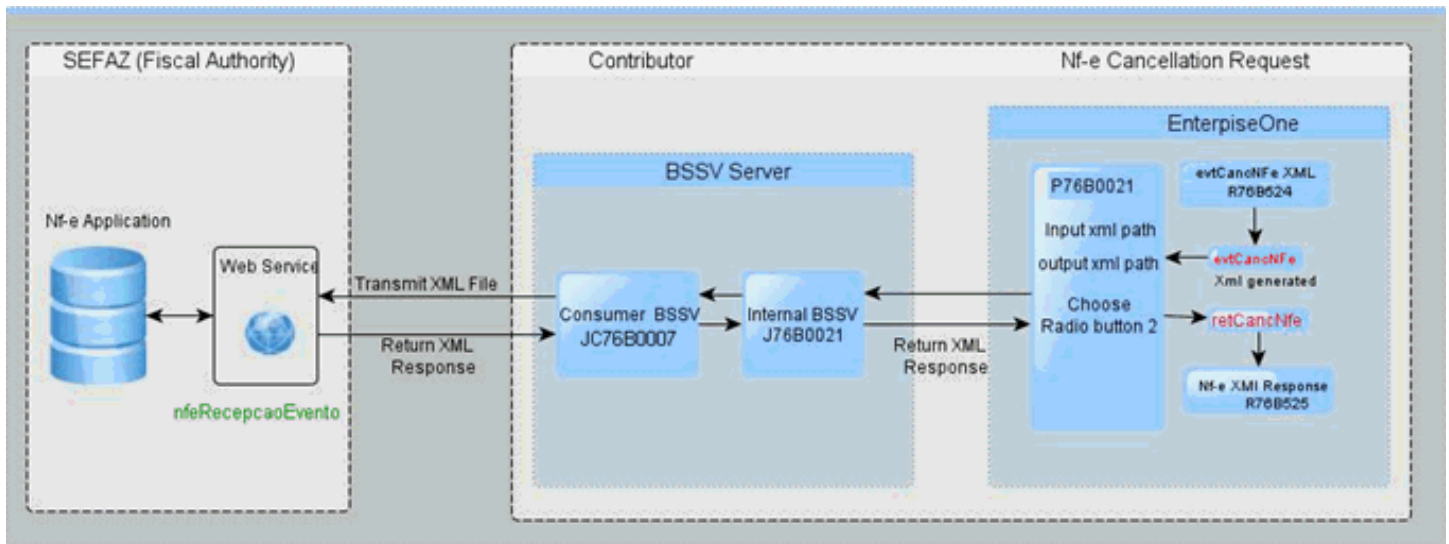 SEFAZ (Fiscal Authority)
Contributor
Nf-e Cancellation Request
EnterpiseOne
BSSV Server
Nf-e Application
Web Service
nfeRecepcaoEvento
Transmit XML File
Return XML
Response
Consumer BSSV
JC76B0007
Internal BSSV
J76B0021
Return XML
Response
P76B0021
Input xml path
output xml path
Choose
Radio button 2
evtCancNFe XML
R76B524
evtCancNFe
Xml generated
retCancNfe
Nf-e XMl Response
R76B525